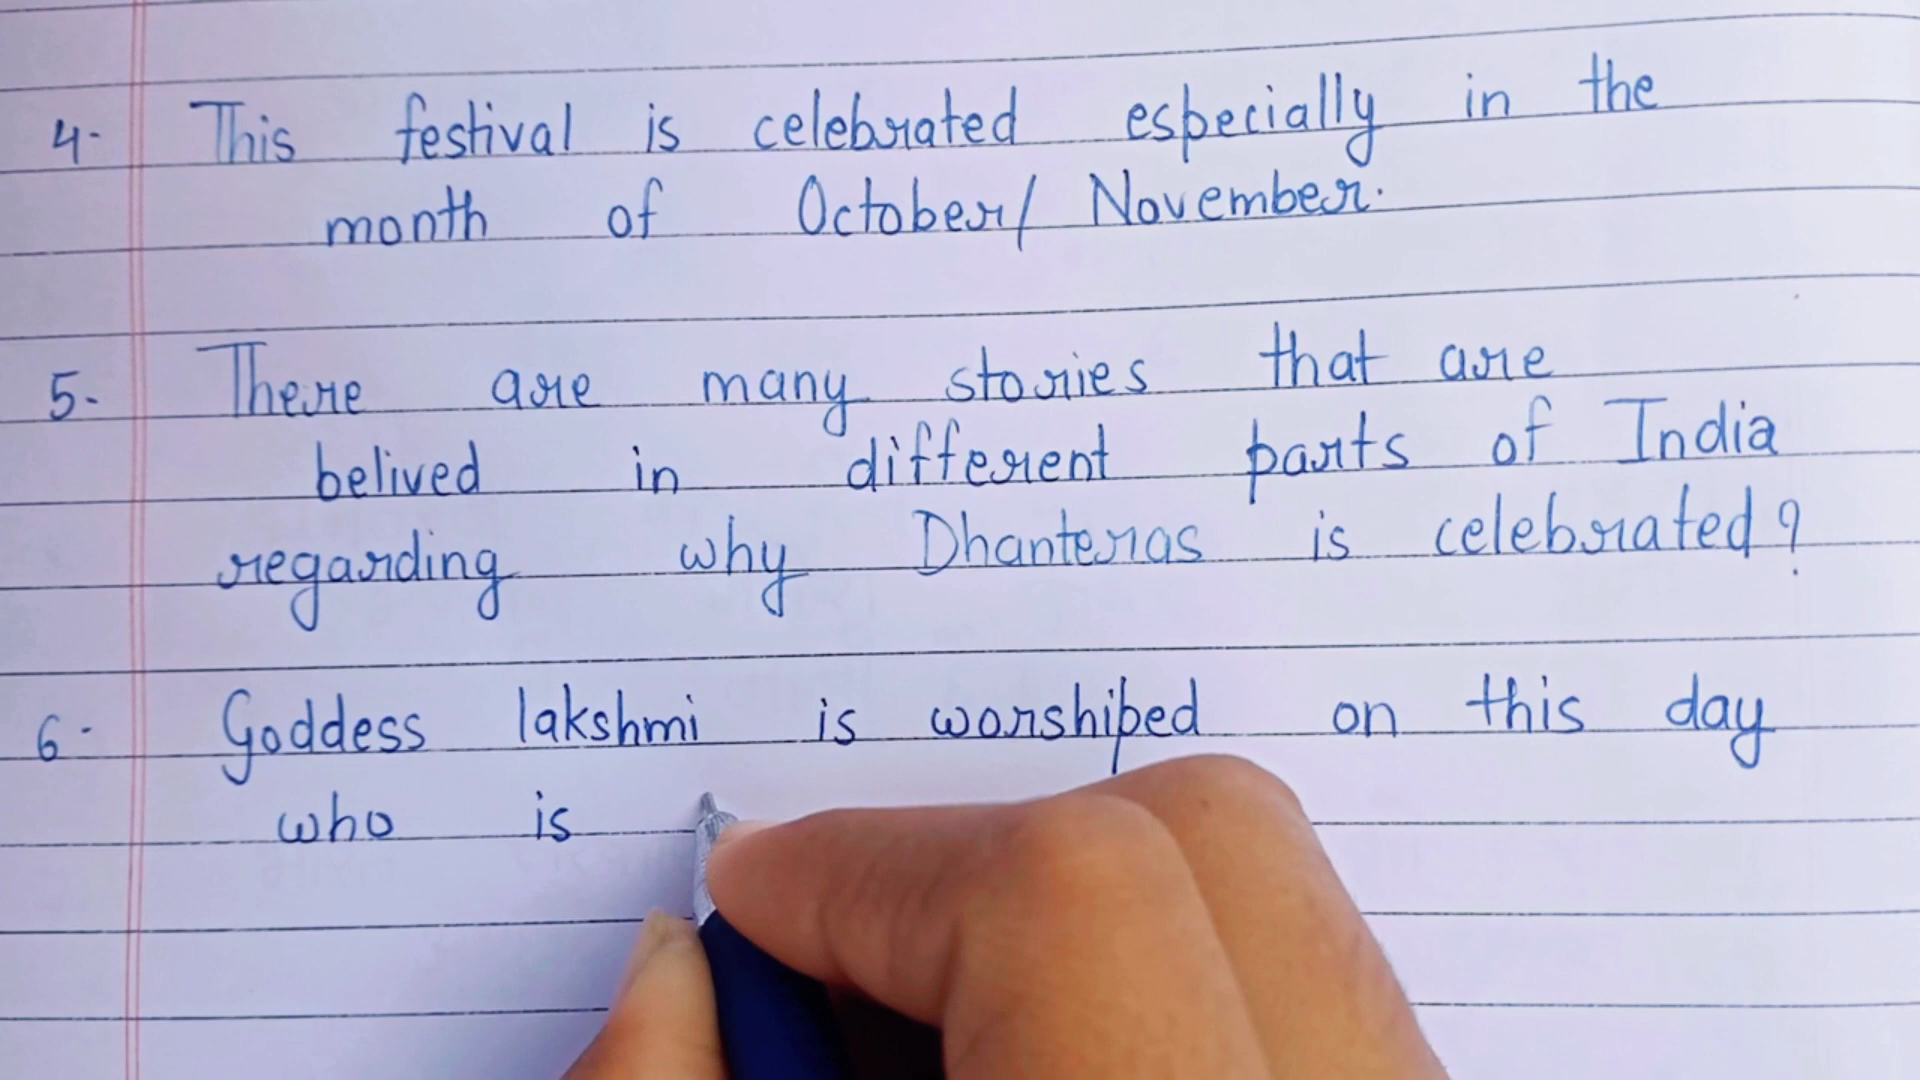 4- This festival is celebrated especially in the
month of October/ November.
5- There are many stories that are
belived in different parts of India
regarding why Dhanteras is celebrated?
6- Goddess lakshmi is worshiped on this day
who is